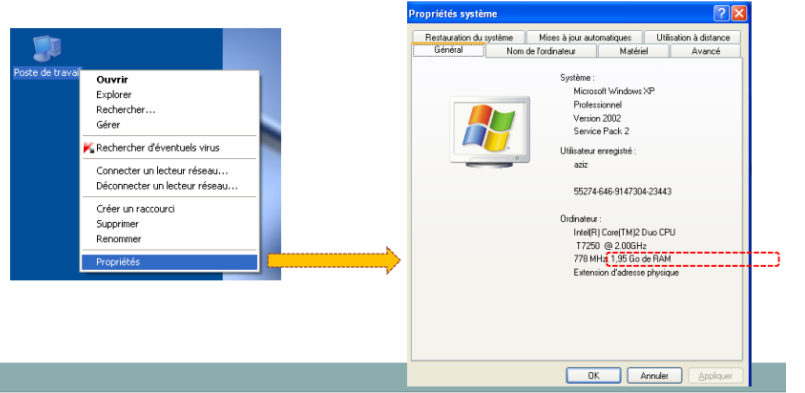 Poste de travail
Ouvrir
Explorer
Rechercher...
Gérer
Rechercher d'éventuels virus
Connecter un lecteur réseau...
Déconnecter un lecteur réseau...
Créer un raccourci
Supprimer
Renommer
Propriétés
Propriétés système
Restauration du système Mises à jour automatiques Utilisation à distance
Général Nom de l'ordinateur Matériel Avancé
Système :
Microsoft Windows XP
Professionnel
Version 2002
Service Pack 2
Utilisateur enregistré :
aziz
55274-646-9147304-23443
Ordinateur :
Intel(R) Core(TM)2 Duo CPU
T7250 @ 2.00GHz
778 MHz 1,95 Go de RAM
Extension d'adresse physique
OK Annuler Appliquer